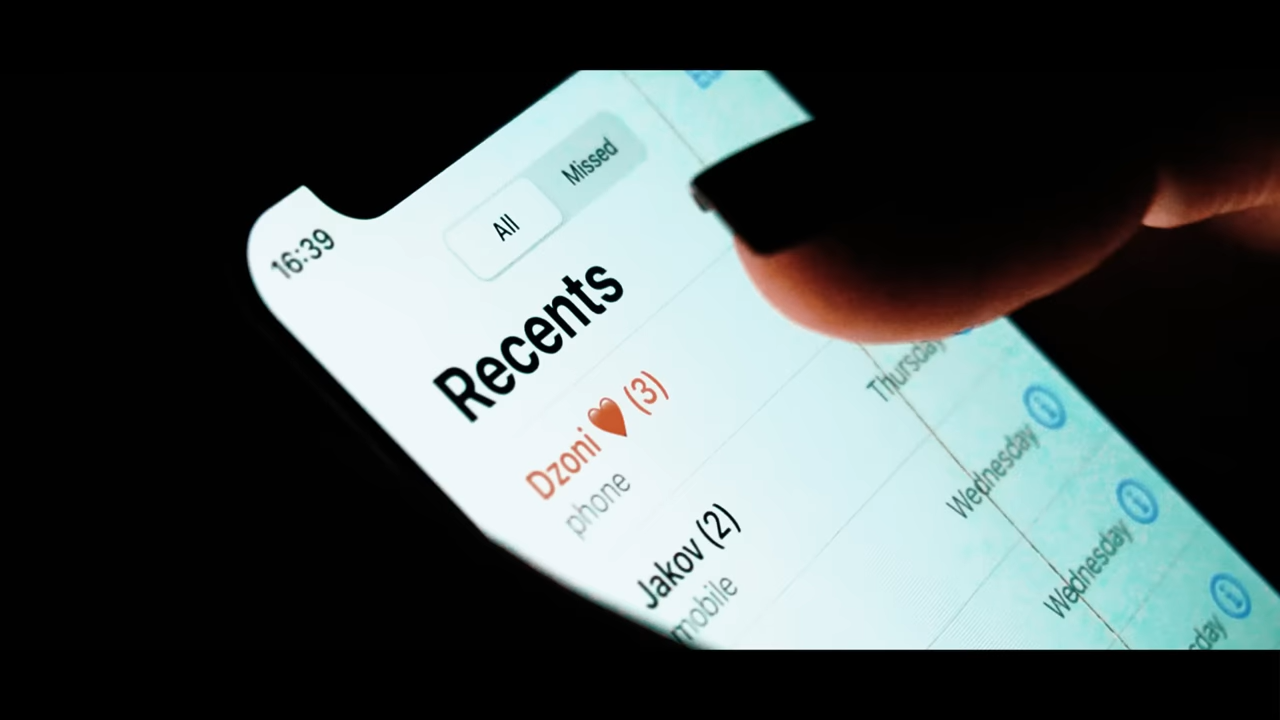 16:39
All
Missed
Recents
Dzoni ❤️ (3)
phone
Thursday
Jakov (2)
mobile
Wednesday
Wednesday